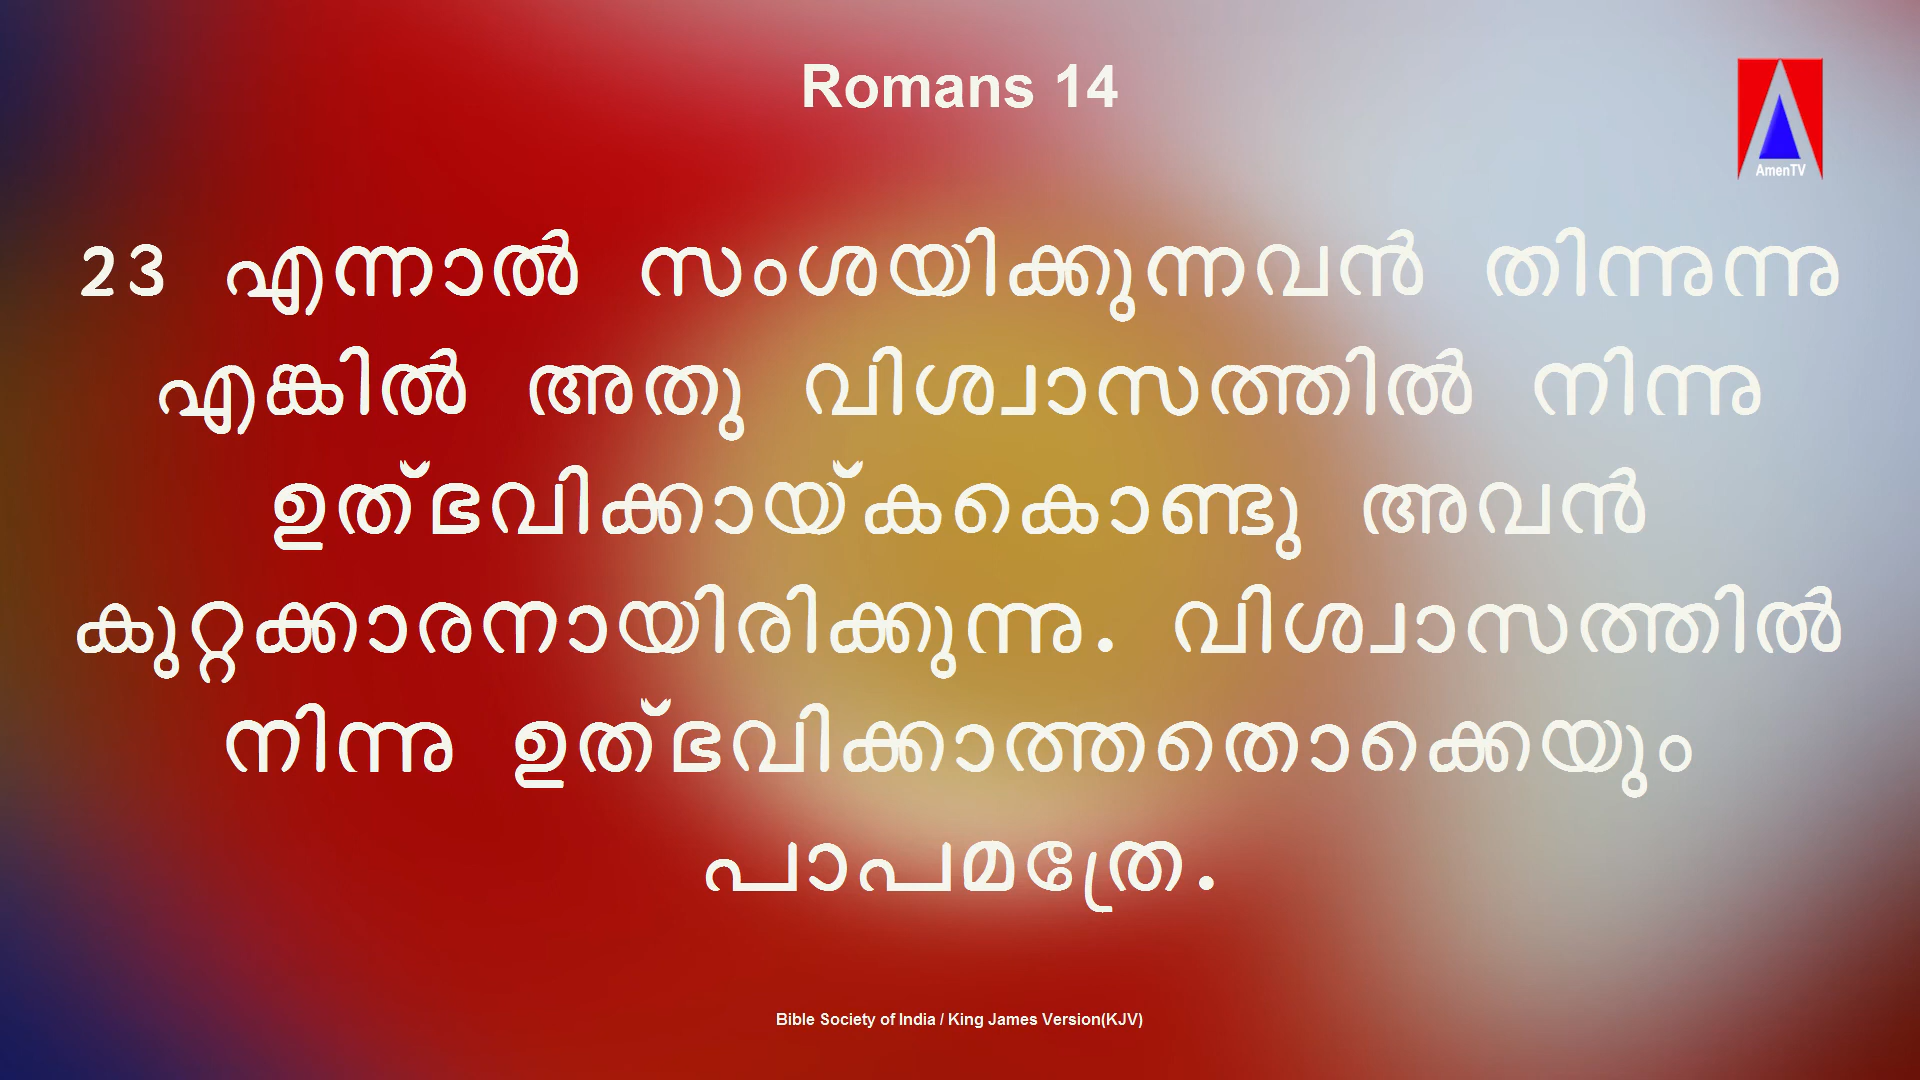 Romans 14
AmenTV
23 എന്നാൽ സംശയിക്കുന്നവൻ തിന്നുന്നു
എങ്കിൽ അതു വിശ്വാസത്തിൽ നിന്നു
ഉത്ഭവിക്കായ്കകൊണ്ടു അവൻ
കുറ്റക്കാരനായിരിക്കുന്നു. വിശ്വാസത്തിൽ
നിന്നു ഉത്ഭവിക്കാത്തതൊക്കെയും
പാപമത്രേ.
Bible Society of India / King James Version(KJV)